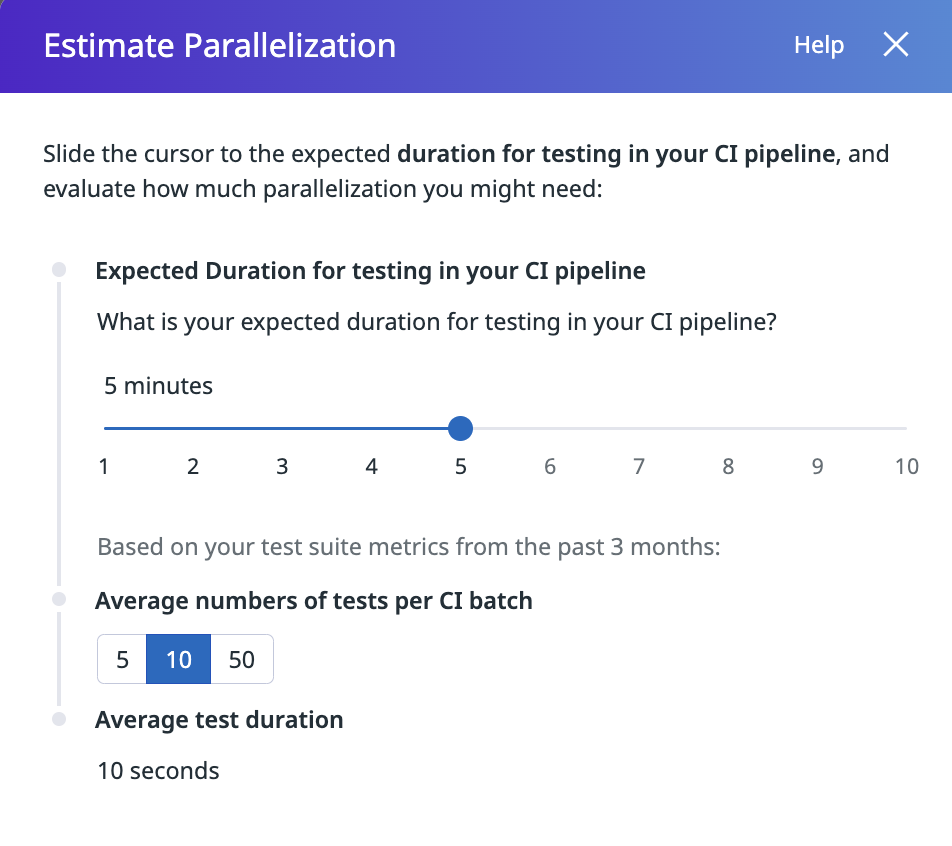 Estimate Parallelization Help
Slide the cursor to the expected duration for testing in your CI pipeline, and
evaluate how much parallelization you might need:
Expected Duration for testing in your CI pipeline
What is your expected duration for testing in your CI pipeline?
5 minutes
1 2 3 4 5 6 7 8 9 10
Based on your test suite metrics from the past 3 months:
Average numbers of tests per CI batch
5 10 50
Average test duration
10 seconds